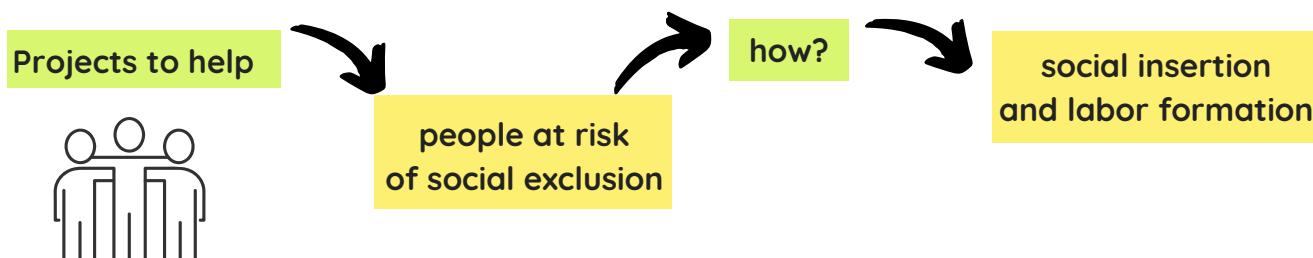 Projects to help
people at risk
of social exclusion
how?
social insertion
and labor formation